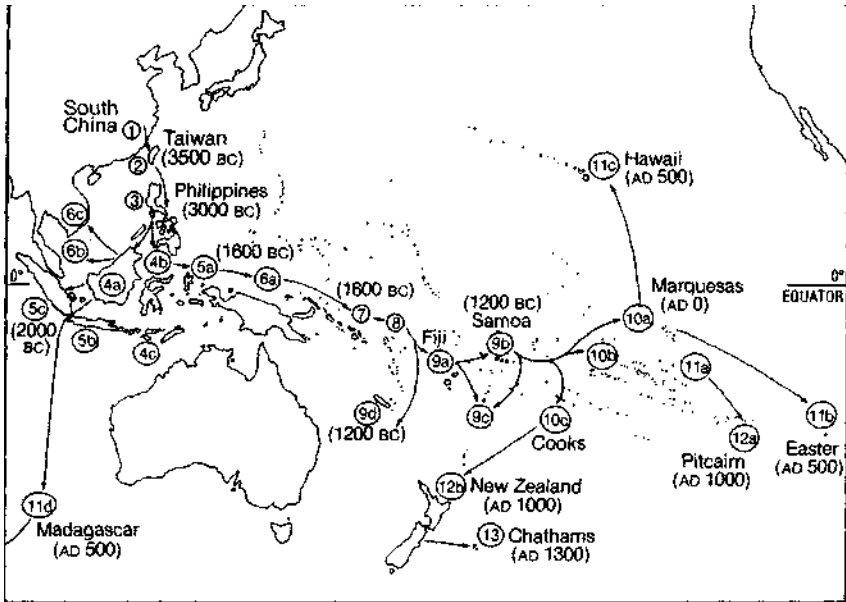 South
China
1
Taiwan
(3500 BC)
2
Philippines
(3000 BC)
3
6c
6b
4a
4b
5a
(1600 BC)
6a
5c
(2000
BC)
5b
4c
(1600 BC)
7
8
Fiji
9a
(1200 BC)
Samoa
9b
9c
9d
(1200 BC)
10c
Cooks
10b
Marquesas
(AD 0)
10a
11c
Hawaii
(AD 500)
0°
0°
EQUATOR
11a
11b
Easter
(AD 500)
12a
Pitcairn
(AD 1000)
12b
New Zealand
(AD 1000)
13
Chathams
(AD 1300)
11d
Madagascar
(AD 500)